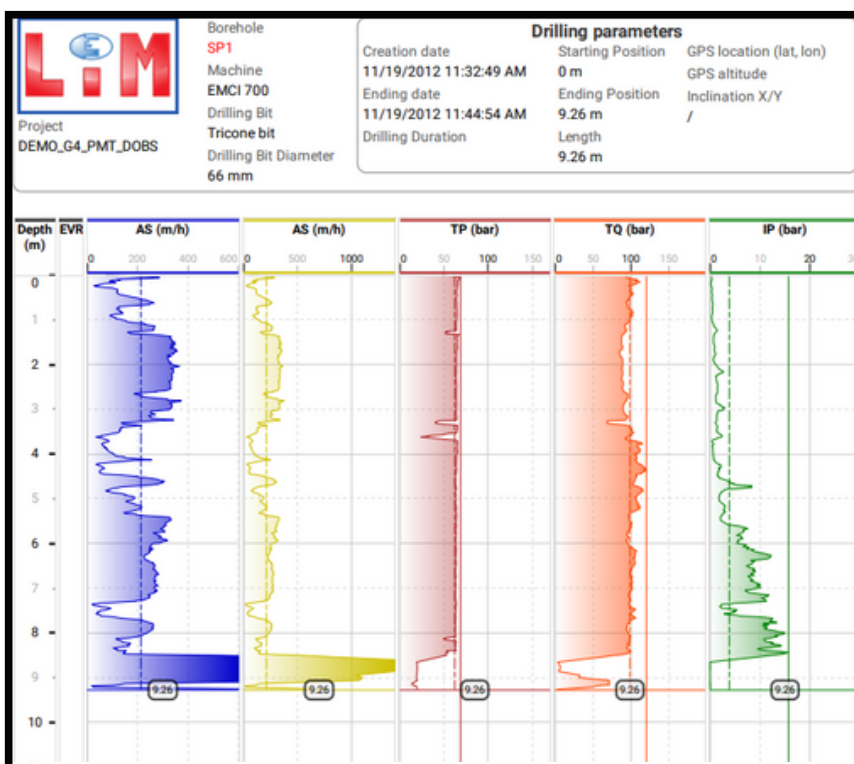 LiM
E
Project
DEMO_G4_PMT_DOBS
Borehole
SP1
Machine
EMCI 700
Drilling Bit
Tricone bit
Drilling Bit Diameter
66 mm
Drilling parameters
Creation date
11/19/2012 11:32:49 AM
Ending date
11/19/2012 11:44:54 AM
Drilling Duration
Starting Position
0 m
Ending Position
9.26 m
Length
9.26 m
GPS location (lat, lon)
GPS altitude
Inclination X/Y
/
Depth (m) EVR AS (m/h) AS (m/h) TP (bar) TQ (bar) IP (bar)
0 200 400 600 0 500 1000 0 50 100 150 0 50 100 150 0 10 20
0
1
2
3
4
5
6
7
8
9
9.26 9.26 9.26 9.26 9.26
10